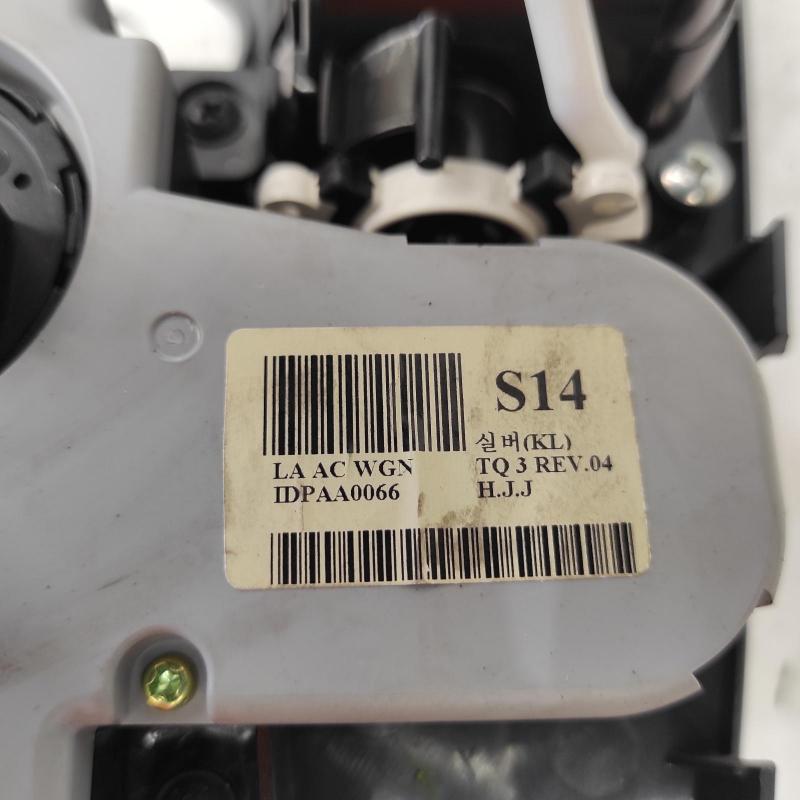 S14
실버(KL)
LA AC WGN TQ 3 REV.04
IDPAA0066 H.J.J